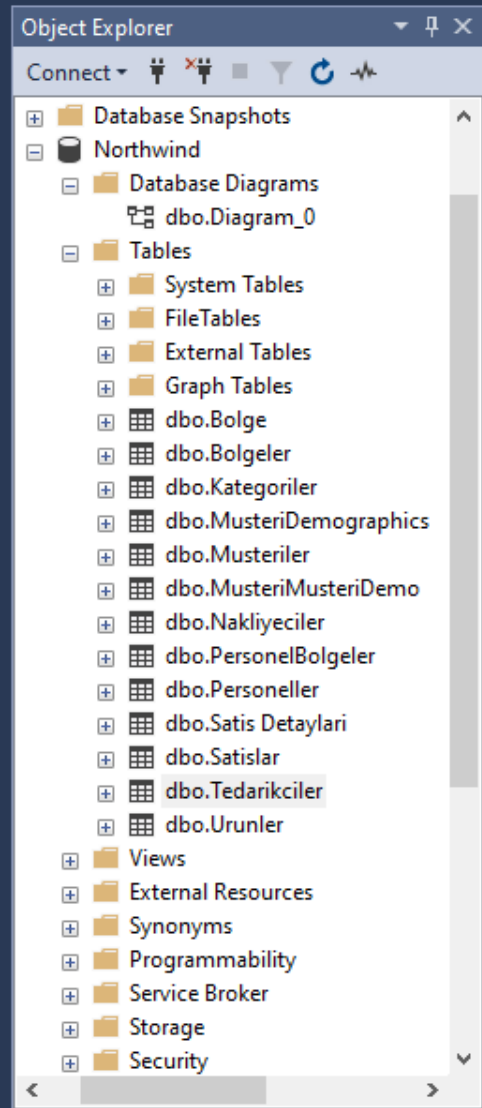 Object Explorer
Connect
Database Snapshots
Northwind
Database Diagrams
dbo.Diagram_0
Tables
System Tables
FileTables
External Tables
Graph Tables
dbo.Bolge
dbo.Bolgeler
dbo.Kategoriler
dbo.MusteriDemographics
dbo.Musteriler
dbo.MusteriMusteriDemo
dbo.Nakliyeciler
dbo.PersonelBolgeler
dbo.Personeller
dbo.Satis Detaylari
dbo.Satislar
dbo.Tedarikciler
dbo.Urunler
Views
External Resources
Synonyms
Programmability
Service Broker
Storage
Security